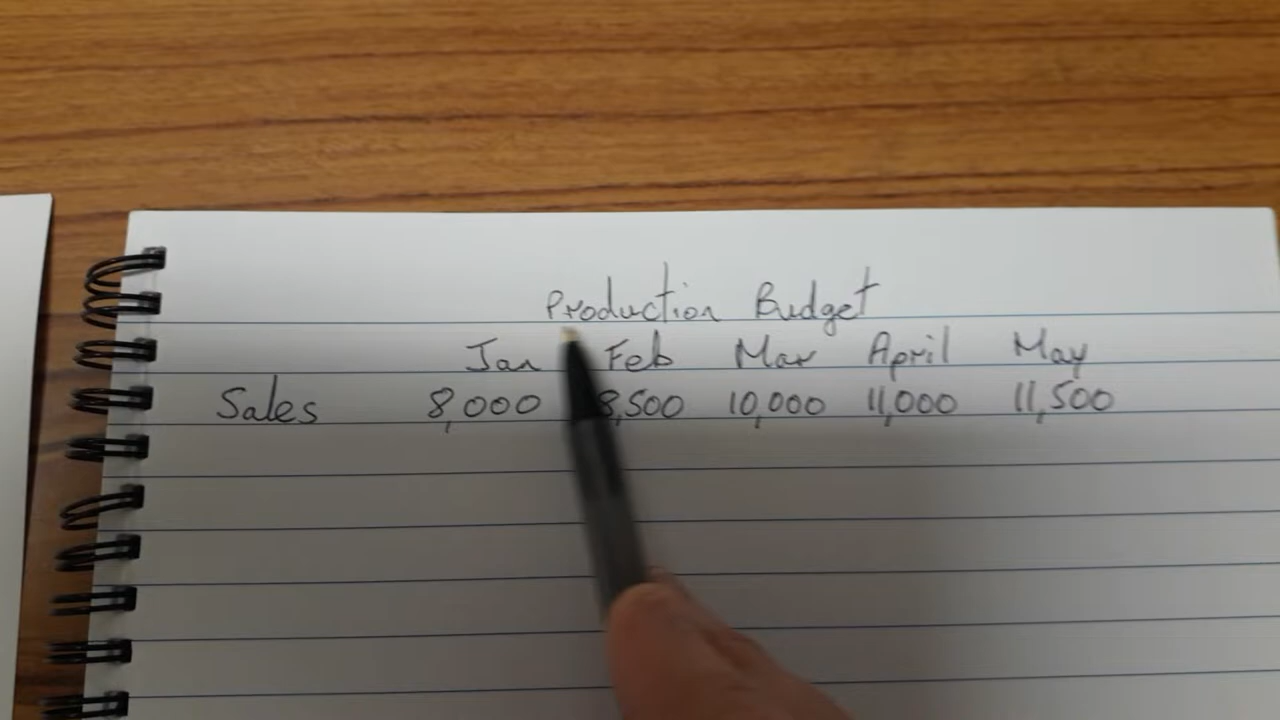 Production Budget
Jan Feb Mar April May
Sales 8,000 8,500 10,000 11,000 11,500